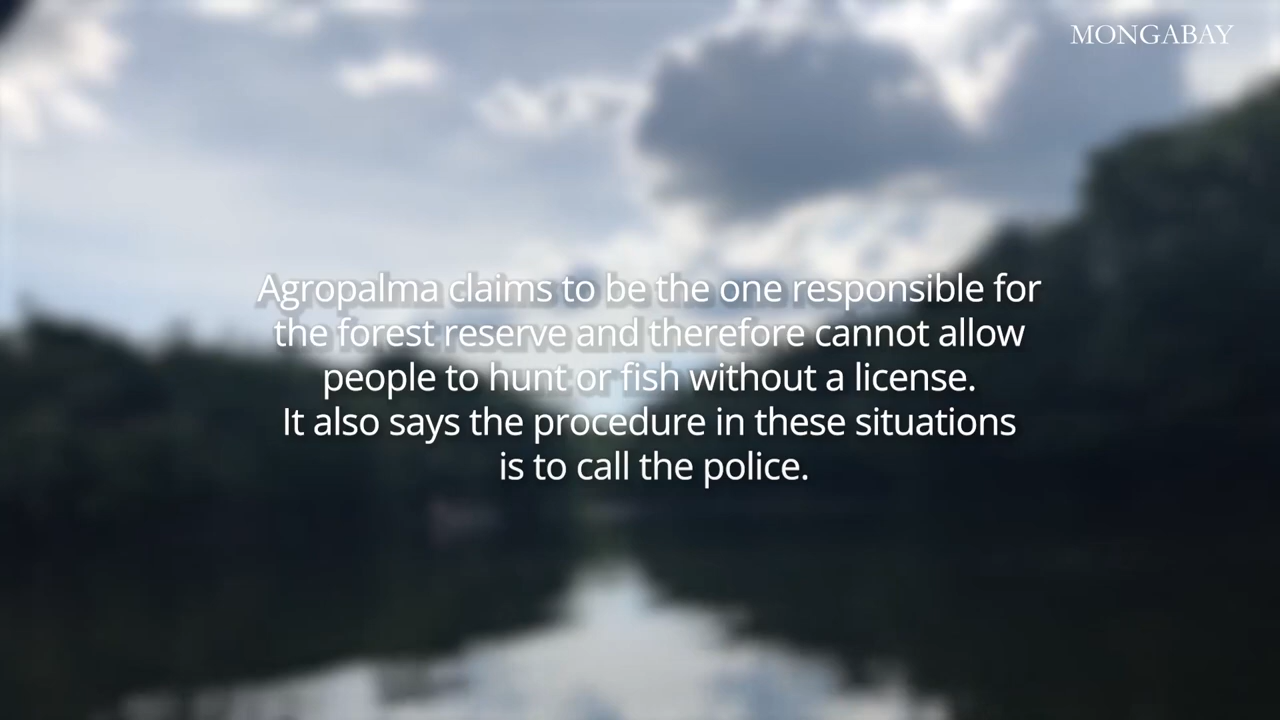 MONGABAY
Agropalma claims to be the one responsible for
the forest reserve and therefore cannot allow
people to hunt or fish without a license.
It also says the procedure in these situations
is to call the police.